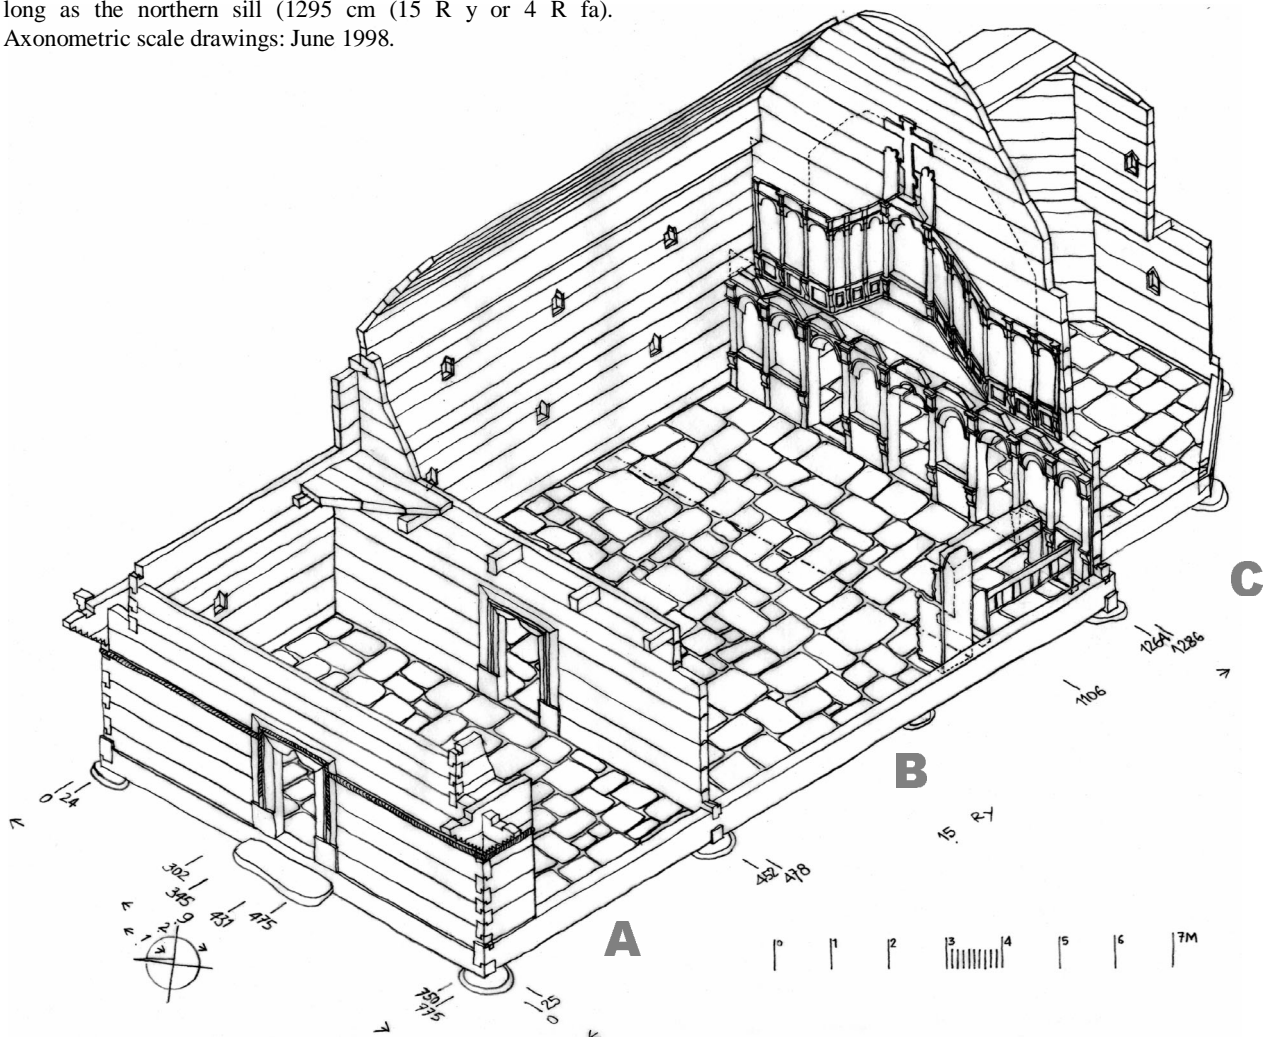 long as the northern sill (1295 cm (15 R y or 4 R fa).
Axonometric scale drawings: June 1998.
C
1264 1286
1106
B
15. RY
0 24
452 478
302
345
431
475
A
0 1 2 3 4 5 6 7M
750
775
25
0